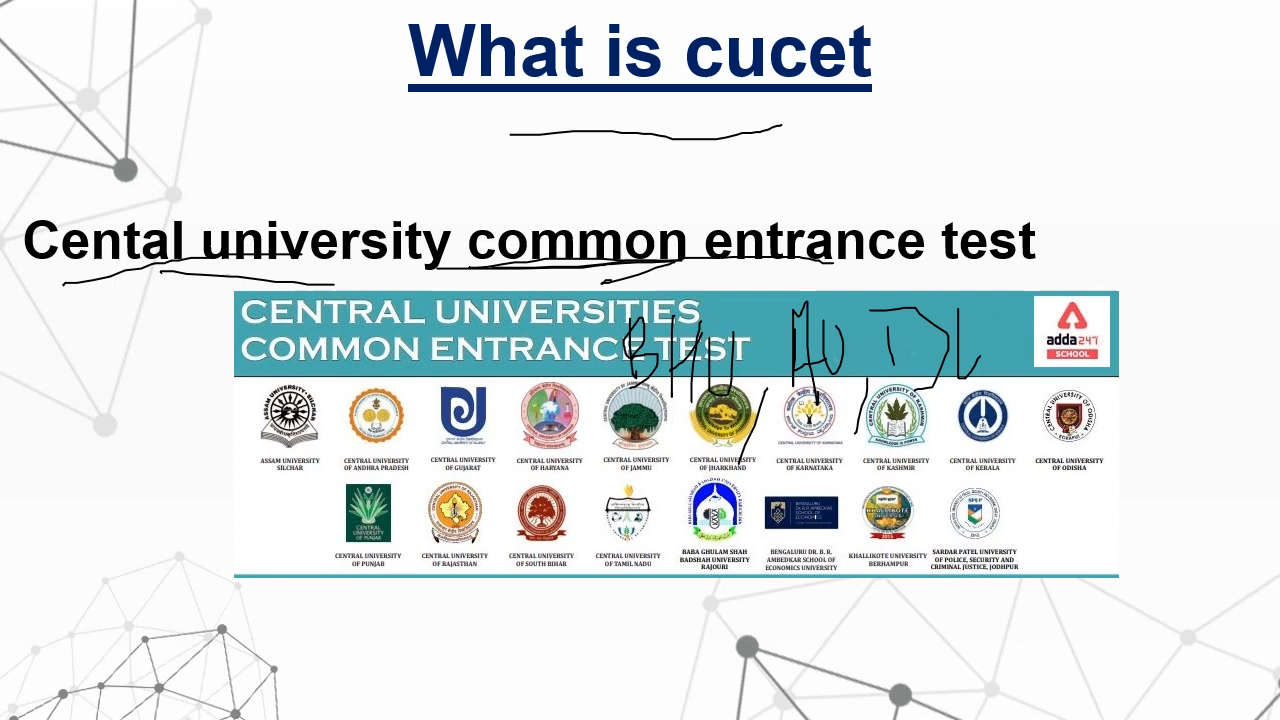 What is cucet
Cental university common entrance test
CENTRAL UNIVERSITIES
COMMON ENTRANCE TEST
BHU, AU, DU
adda247
SCHOOL
ASSAM UNIVERSITY
SILCHAR
CENTRAL UNIVERSITY
OF ANDHRA PRADESH
CENTRAL UNIVERSITY
OF GUJARAT
CENTRAL UNIVERSITY
OF HARYANA
CENTRAL UNIVERSITY
OF JAMMU
CENTRAL UNIVERSITY
OF JHARKHAND
CENTRAL UNIVERSITY
OF KARNATAKA
CENTRAL UNIVERSITY
OF KASHMIR
CENTRAL UNIVERSITY
OF KERALA
CENTRAL UNIVERSITY
OF ODISHA
CENTRAL
UNIVERSITY
OF PUNJAB
CENTRAL UNIVERSITY
OF PUNJAB
CENTRAL UNIVERSITY
OF RAJASTHAN
CENTRAL UNIVERSITY
OF SOUTH BIHAR
CENTRAL UNIVERSITY
OF TAMIL NADU
BABA GHULAM SHAH
BADSHAH UNIVERSITY
RAJOURI
BENGALURU DR. B. R.
AMBEDKAR SCHOOL OF
ECONOMICS UNIVERSITY
KHALLIKOTE UNIVERSITY
BERHAMPUR
SARDAR PATEL UNIVERSITY
OF POLICE, SECURITY AND
CRIMINAL JUSTICE, JODHPUR